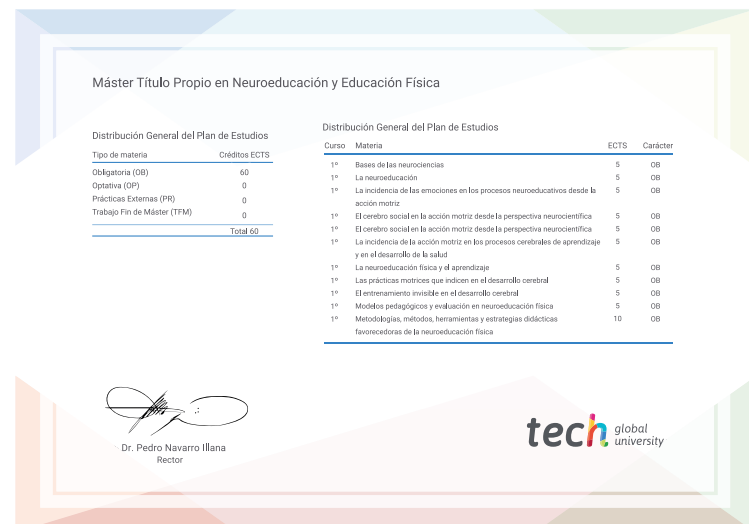 Máster Título Propio en Neuroeducación y Educación Física
Distribución General del Plan de Estudios
Tipo de materia Créditos ECTS
Obligatoria (OB) 60
Optativa (OP) 0
Prácticas Externas (PR) 0
Trabajo Fin de Máster (TFM) 0
Total 60
Distribución General del Plan de Estudios
Curso Materia ECTS Carácter
1º Bases de las neurociencias 5 OB
1º La neuroeducación 5 OB
1º La incidencia de las emociones en los procesos neuroeducativos desde la 5 OB
acción motriz
1º El cerebro social en la acción motriz desde la perspectiva neurocientífica 5 OB
1º El cerebro social en la acción motriz desde la perspectiva neurocientífica 5 OB
1º La incidencia de la acción motriz en los procesos cerebrales de aprendizaje 5 OB
y en el desarrollo de la salud
1º La neuroeducación física y el aprendizaje 5 OB
1º Las prácticas motrices que indicen en el desarrollo cerebral 5 OB
1º El entrenamiento invisible en el desarrollo cerebral 5 OB
1º Modelos pedagógicos y evaluación en neuroeducación física 5 OB
1º Metodologías, métodos, herramientas y estrategias didácticas 10 OB
favorecedoras de la neuroeducación física
Dr. Pedro Navarro Illana
Rector
tech global
university